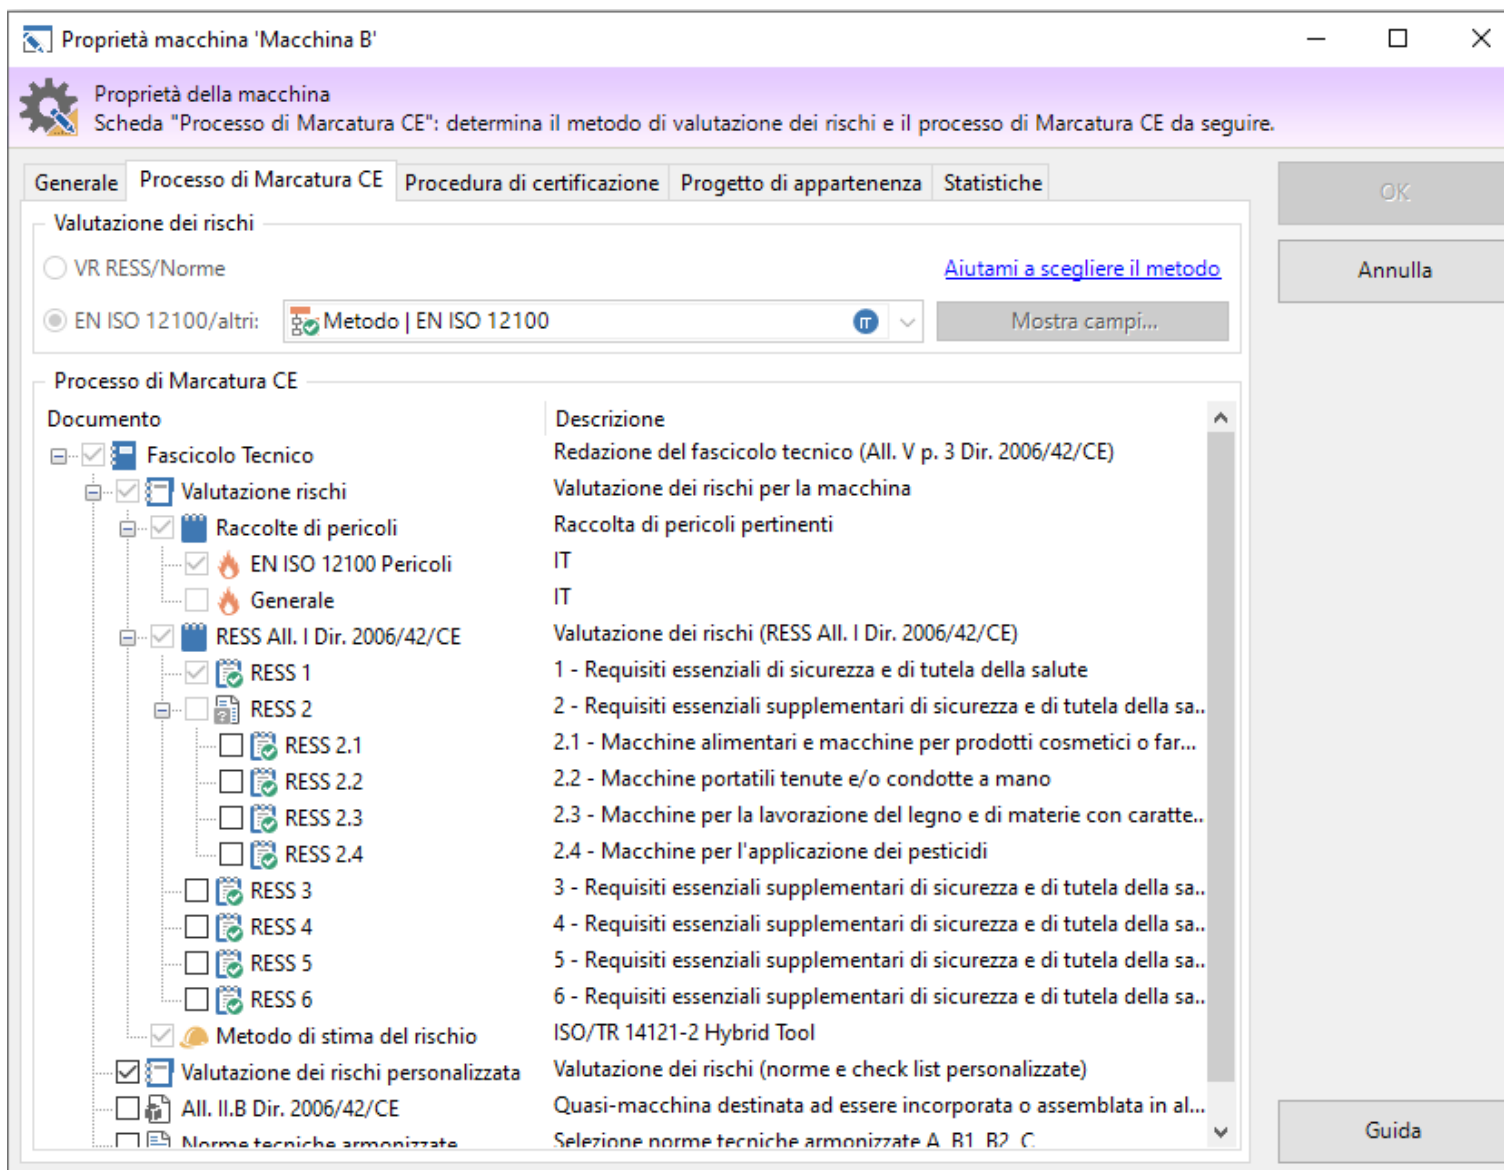 Proprietà macchina 'Macchina B'
Proprietà della macchina
Scheda "Processo di Marcatura CE": determina il metodo di valutazione dei rischi e il processo di Marcatura CE da seguire.
Generale Processo di Marcatura CE Procedura di certificazione Progetto di appartenenza Statistiche
OK
Annulla
Valutazione dei rischi
VR RESS/Norme Aiutami a scegliere il metodo
EN ISO 12100/altri: Metodo | EN ISO 12100 IT Mostra campi...
Processo di Marcatura CE
Documento Descrizione
Fascicolo Tecnico Redazione del fascicolo tecnico (All. V p. 3 Dir. 2006/42/CE)
Valutazione rischi Valutazione dei rischi per la macchina
Raccolte di pericoli Raccolta di pericoli pertinenti
EN ISO 12100 Pericoli IT
Generale IT
RESS All. I Dir. 2006/42/CE Valutazione dei rischi (RESS All. I Dir. 2006/42/CE)
RESS 1 1 - Requisiti essenziali di sicurezza e di tutela della salute
RESS 2 2 - Requisiti essenziali supplementari di sicurezza e di tutela della sa..
RESS 2.1 2.1 - Macchine alimentari e macchine per prodotti cosmetici o far...
RESS 2.2 2.2 - Macchine portatili tenute e/o condotte a mano
RESS 2.3 2.3 - Macchine per la lavorazione del legno e di materie con caratte..
RESS 2.4 2.4 - Macchine per l'applicazione dei pesticidi
RESS 3 3 - Requisiti essenziali supplementari di sicurezza e di tutela della sa..
RESS 4 4 - Requisiti essenziali supplementari di sicurezza e di tutela della sa..
RESS 5 5 - Requisiti essenziali supplementari di sicurezza e di tutela della sa..
RESS 6 6 - Requisiti essenziali supplementari di sicurezza e di tutela della sa..
Metodo di stima del rischio ISO/TR 14121-2 Hybrid Tool
Valutazione dei rischi personalizzata Valutazione dei rischi (norme e check list personalizzate)
All. II.B Dir. 2006/42/CE Quasi-macchina destinata ad essere incorporata o assemblata in al...
Norme tecniche armonizzate Selezione norme tecniche armonizzate A, B1, B2, C
Guida